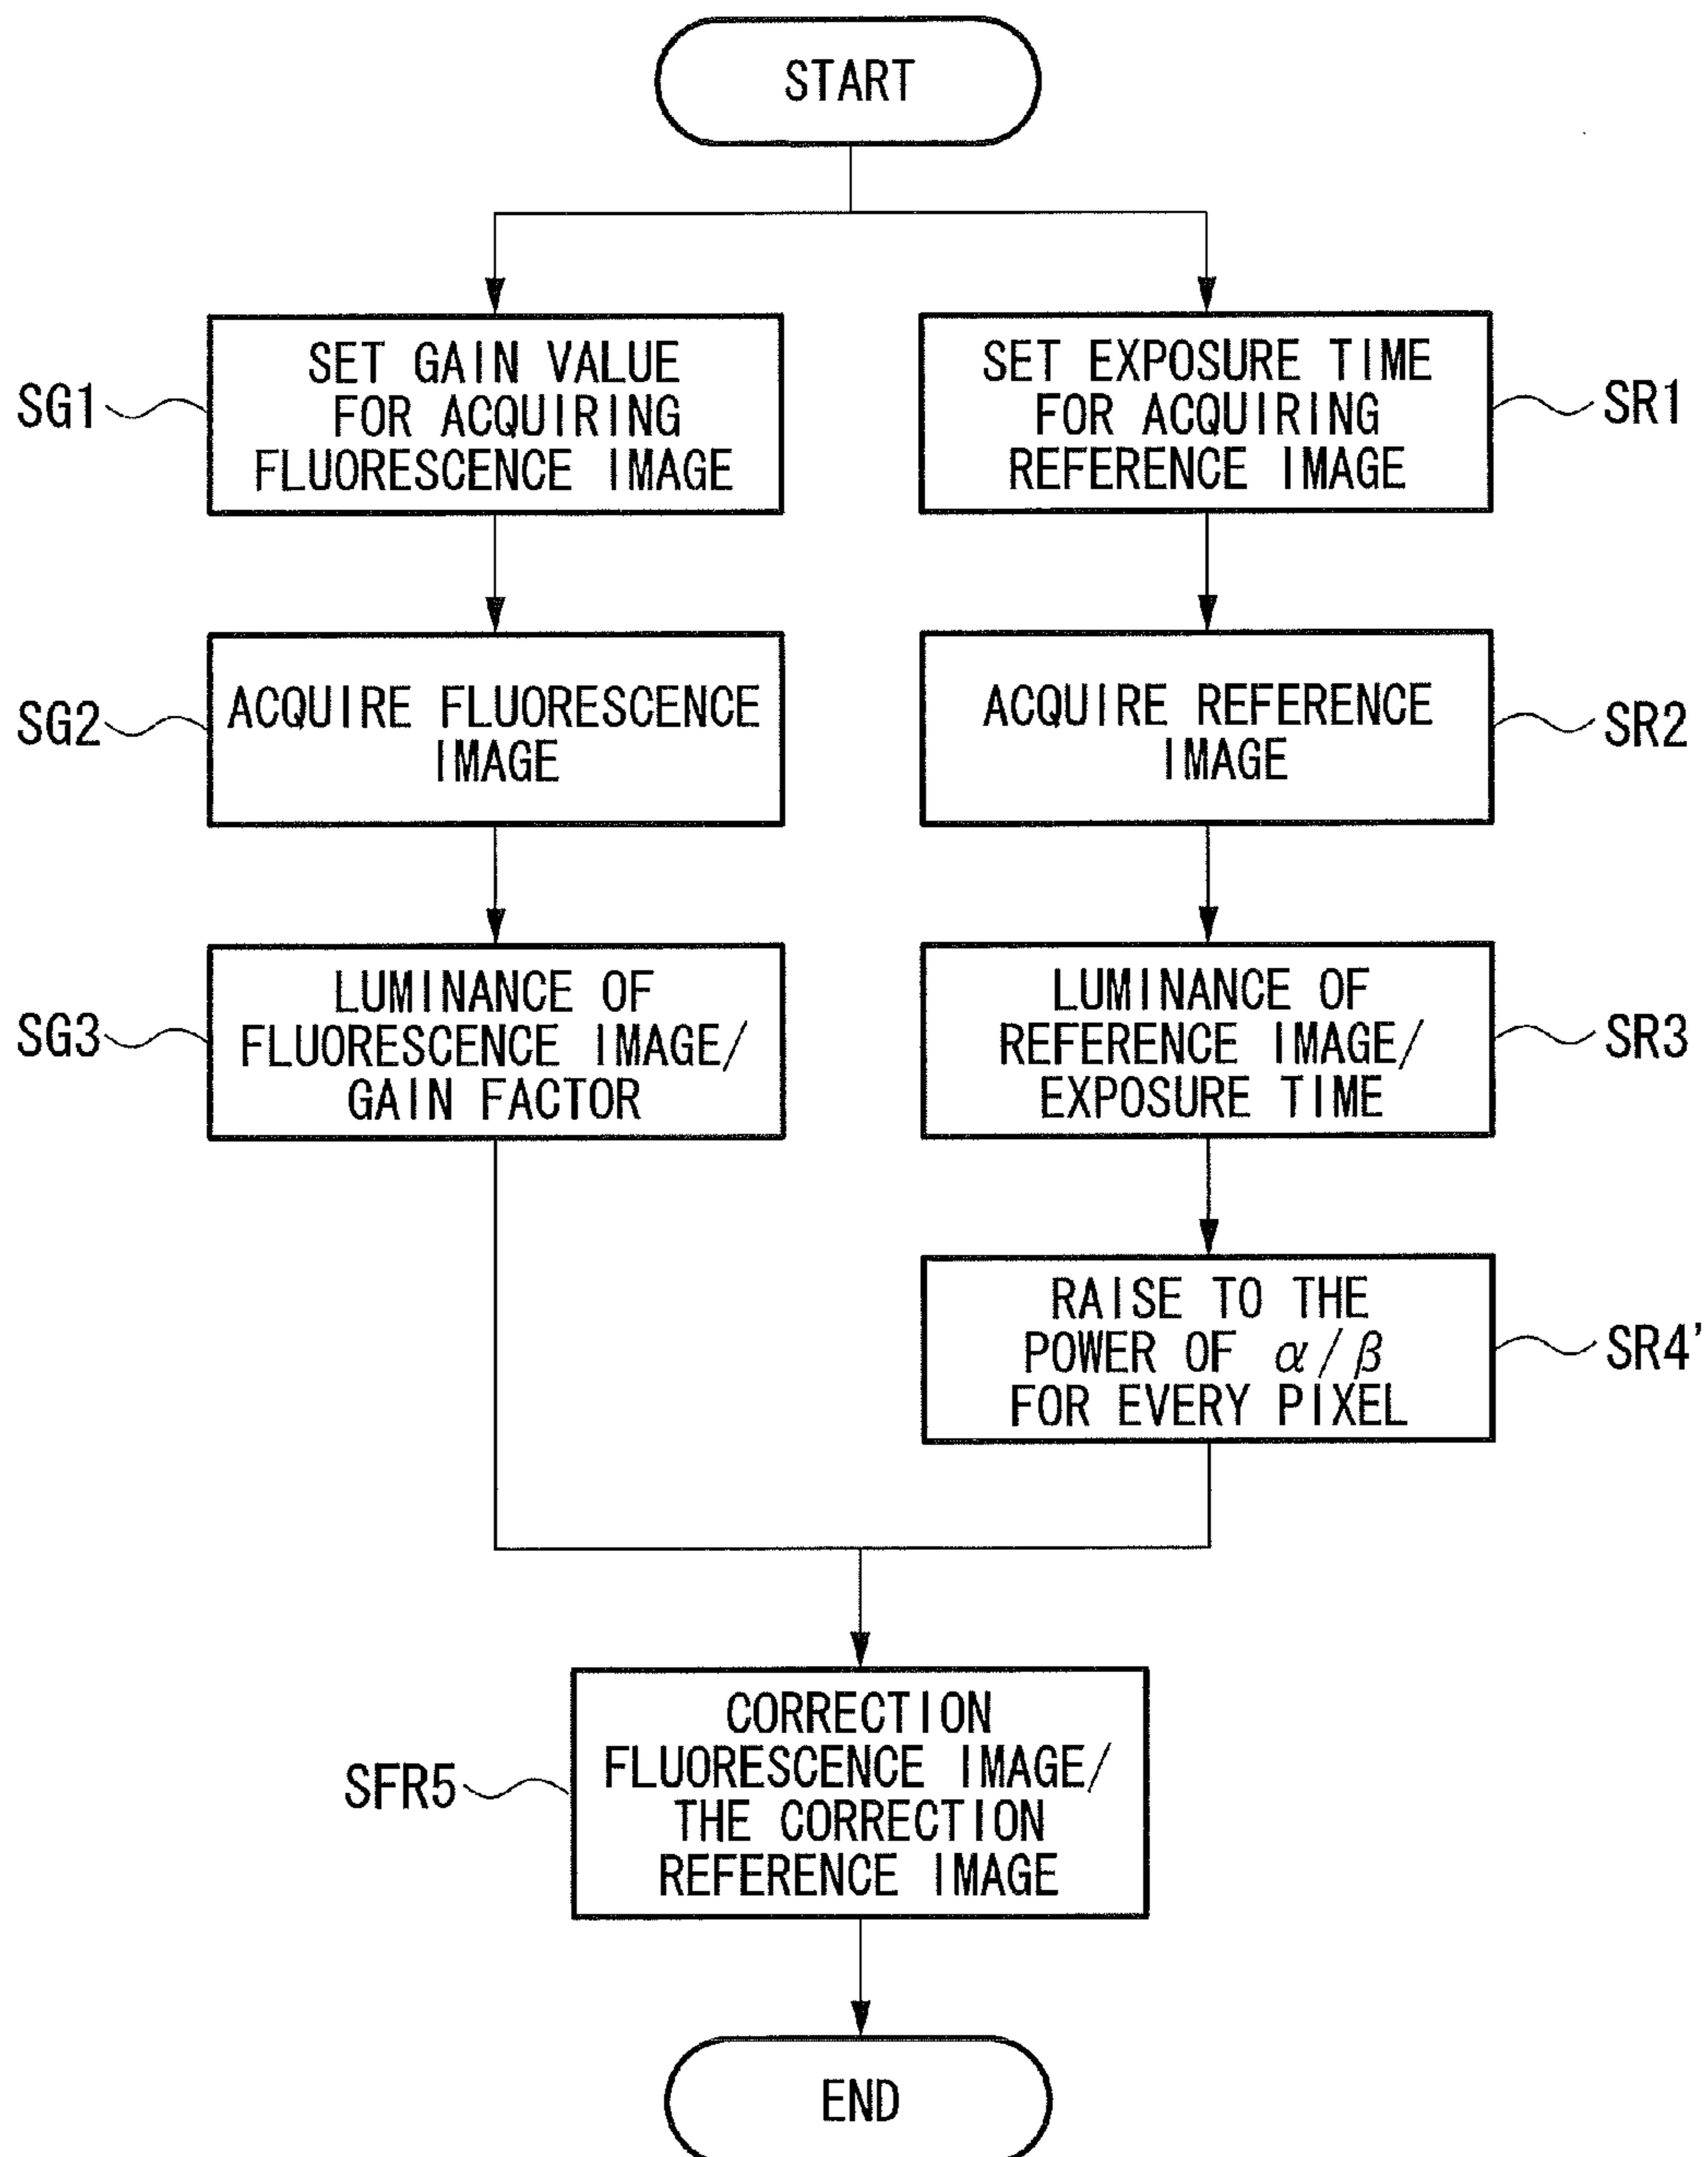 START
SG1
SET GAIN VALUE
FOR ACQUIRING
FLUORESCENCE IMAGE
SET EXPOSURE TIME
FOR ACQUIRING
REFERENCE IMAGE
SR1
SG2
ACQUIRE FLUORESCENCE
IMAGE
ACQUIRE REFERENCE
IMAGE
SR2
SG3
LUMINANCE OF
FLUORESCENCE IMAGE/
GAIN FACTOR
LUMINANCE OF
REFERENCE IMAGE/
EXPOSURE TIME
SR3
RAISE TO THE
POWER OF α/β
FOR EVERY PIXEL
SR4'
SFR5
CORRECTION
FLUORESCENCE IMAGE/
THE CORRECTION
REFERENCE IMAGE
END